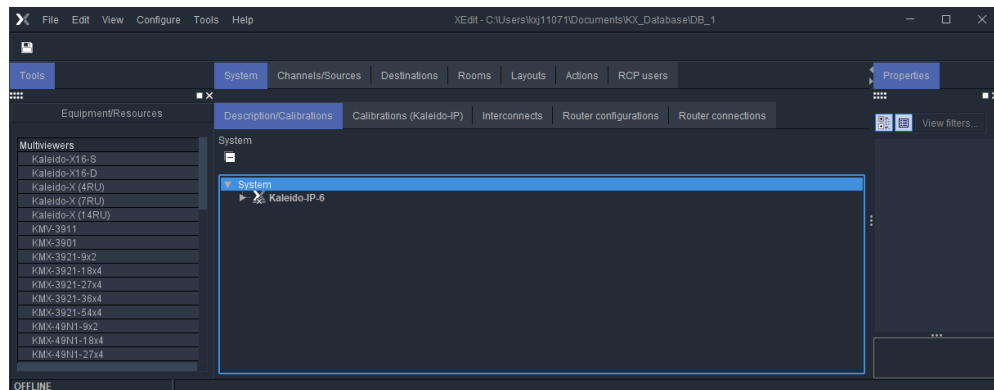 File Edit View Configure Tools Help XEdit - C:\Users\kxj11071\Documents\KX_Database\DB_1
Tools
System Channels/Sources Destinations Rooms Layouts Actions RCP users
Properties
Equipment/Resources
Description/Calibrations Calibrations (Kaleido-IP) Interconnects Router configurations Router connections
View filters...
System
Multiviewers
Kaleido-X16-S
Kaleido-X16-D
Kaleido-X (4RU)
Kaleido-X (7RU)
Kaleido-X (14RU)
KMV-3911
KMX-3901
KMX-3921-9x2
KMX-3921-18x4
KMX-3921-27x4
KMX-3921-36x4
KMX-3921-54x4
KMX-49N1-9x2
KMX-49N1-18x4
KMX-49N1-27x4
System
Kaleido-IP-6
OFFLINE